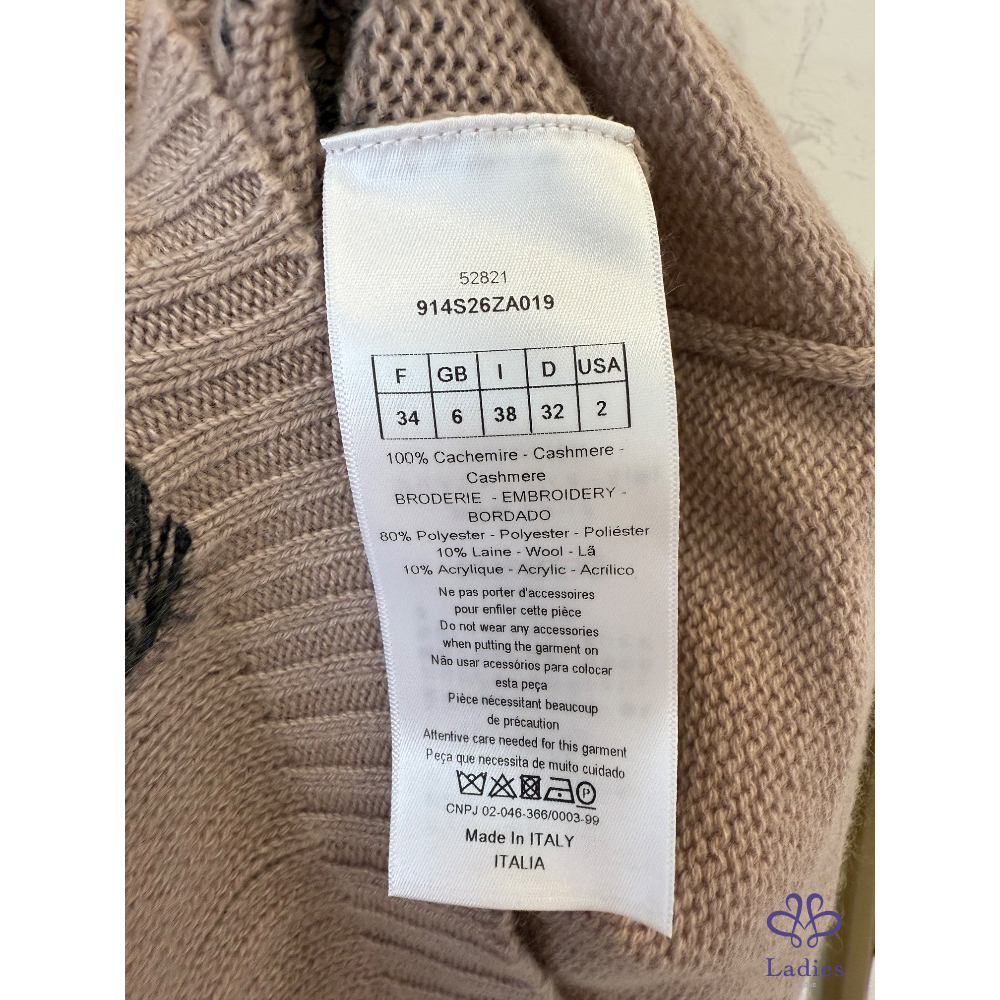 52821
914S26ZA019
F GB I D USA
34 6 38 32 2
100% Cachemire - Cashmere -
Cashmere
BRODERIE - EMBROIDERY -
BORDADO
80% Polyester - Polyester - Poliéster
10% Laine - Wool - Lã
10% Acrylique - Acrylic - Acrílico
Ne pas porter d'accessoires
pour enfiler cette pièce
Do not wear any accessories
when putting the garment on
Não usar acessórios para colocar
esta peça
Pièce nécessitant beaucoup
de précaution
Attentive care needed for this garment
Peça que necessita de muito cuidado
P
CNPJ 02-046-366/0003-99
Made In ITALY
ITALIA
Ladies